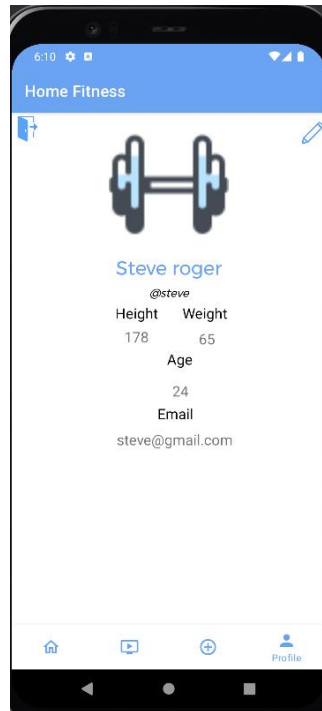 6:10
Home Fitness
Steve roger
@steve
Height Weight
178 65
Age
24
Email
steve@gmail.com
Profile